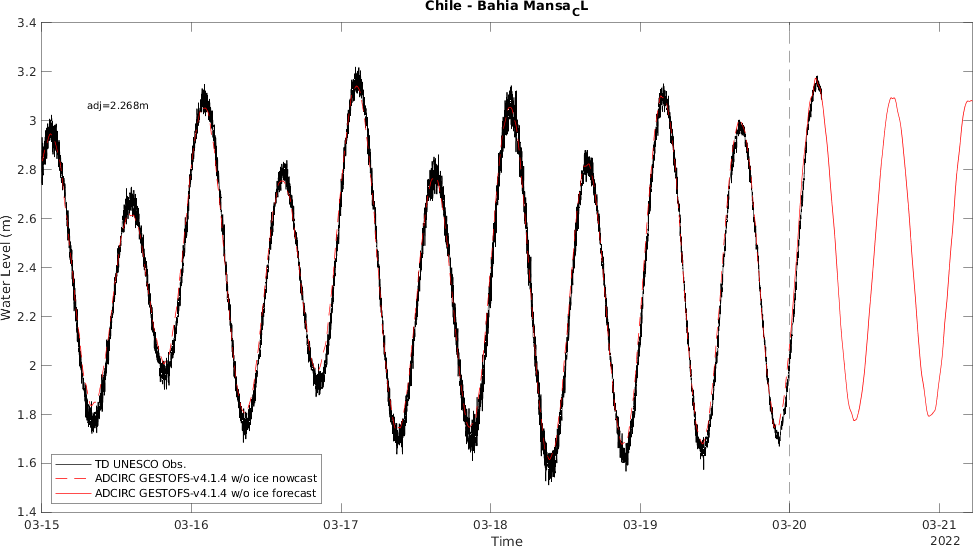 Chile - Bahia Mansa_CL
3.4
3.2
3
2.8
2.6
2.4
2.2
2
1.8
1.6
1.4
Water Level (m)
adj=2.268m
TD UNESCO Obs.
ADCIRC GESTOFS-v4.1.4 w/o ice nowcast
ADCIRC GESTOFS-v4.1.4 w/o ice forecast
03-15 03-16 03-17 03-18 03-19 03-20 03-21
Time
2022